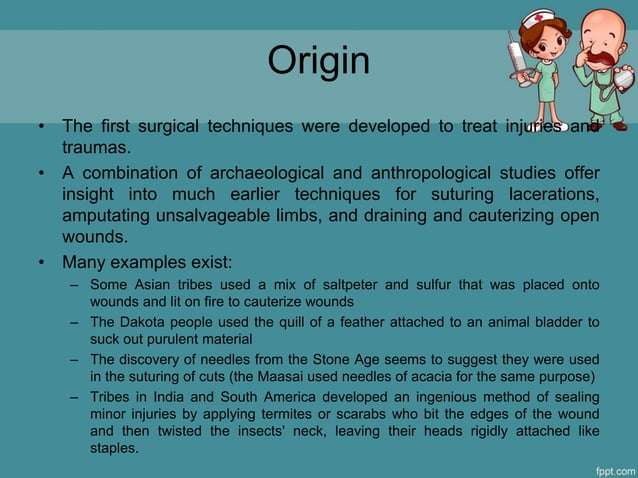 Origin
• The first surgical techniques were developed to treat injuries and
traumas.
• A combination of archaeological and anthropological studies offer
insight into much earlier techniques for suturing lacerations,
amputating unsalvageable limbs, and draining and cauterizing open
wounds.
• Many examples exist:
– Some Asian tribes used a mix of saltpeter and sulfur that was placed onto
wounds and lit on fire to cauterize wounds
– The Dakota people used the quill of a feather attached to an animal bladder to
suck out purulent material
– The discovery of needles from the Stone Age seems to suggest they were used
in the suturing of cuts (the Maasai used needles of acacia for the same purpose)
– Tribes in India and South America developed an ingenious method of sealing
minor injuries by applying termites or scarabs who bit the edges of the wound
and then twisted the insects' neck, leaving their heads rigidly attached like
staples.
fppt.com